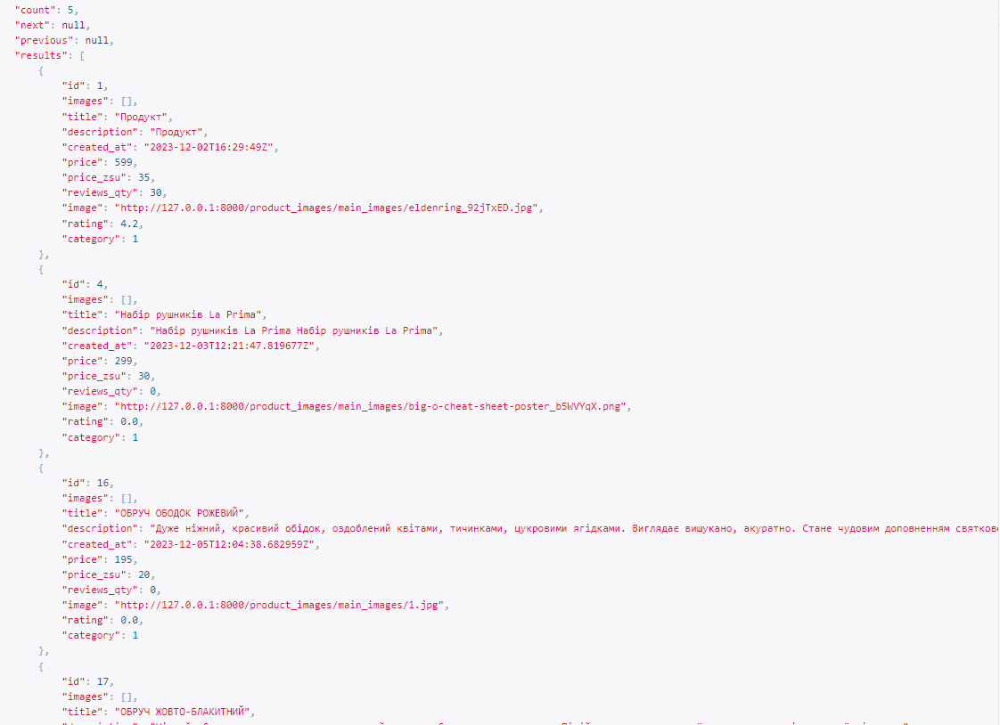 "count": 5,
"next": null,
"previous": null,
"results": [
{
"id": 1,
"images": [],
"title": "Продукт",
"description": "Продукт",
"created_at": "2023-12-02T16:29:49Z",
"price": 599,
"price_zsu": 35,
"reviews_qty": 30,
"image": "http://127.0.0.1:8000/product_images/main_images/eldenring_92jTxED.jpg",
"rating": 4.2,
"category": 1
},
{
"id": 4,
"images": [],
"title": "Набір рушників La Prima",
"description": "Набір рушників La Prima Набір рушників La Prima",
"created_at": "2023-12-03T12:21:47.819677Z",
"price": 299,
"price_zsu": 30,
"reviews_qty": 0,
"image": "http://127.0.0.1:8000/product_images/main_images/big-o-cheat-sheet-poster_b5WVYqX.png",
"rating": 0.0,
"category": 1
},
{
"id": 16,
"images": [],
"title": "ОБРУЧ ОБОДОК РОЖЕВИЙ",
"description": "Дуже ніжний, красивий обідок, оздоблений квітами, тичинками, цукровими ягідками. Виглядає вишукано, акуратно. Стане чудовим доповненням святков
"created_at": "2023-12-05T12:04:38.682959Z",
"price": 195,
"price_zsu": 20,
"reviews_qty": 0,
"image": "http://127.0.0.1:8000/product_images/main_images/1.jpg",
"rating": 0.0,
"category": 1
},
{
"id": 17,
"images": [],
"title": "ОБРУЧ ЖОВТО-БЛАКИТНИЙ",